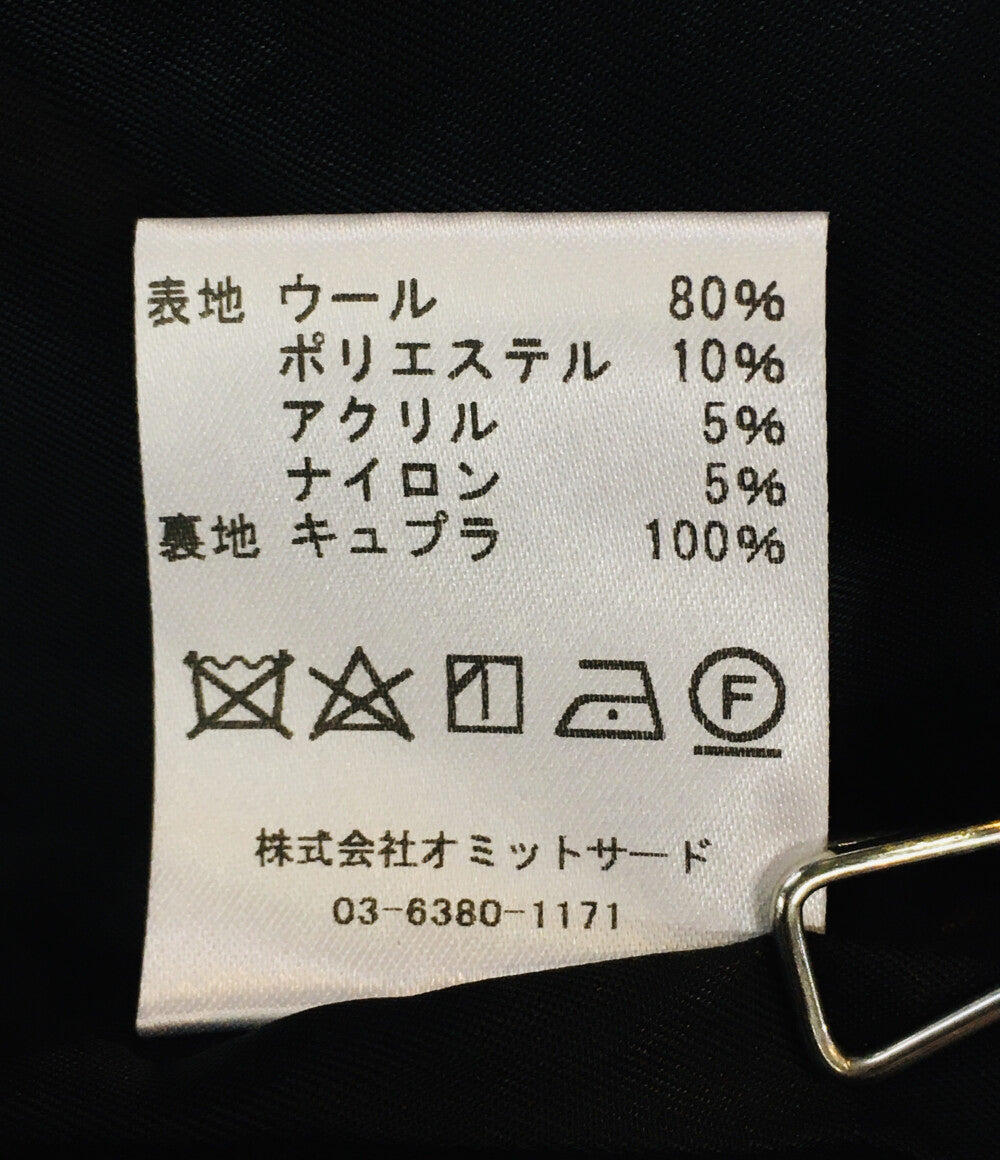 表地 ウール 80%
ポリエステル 10%
アクリル 5%
ナイロン 5%
裏地 キュプラ 100%
F
株式会社オミットサード
03-6380-1171